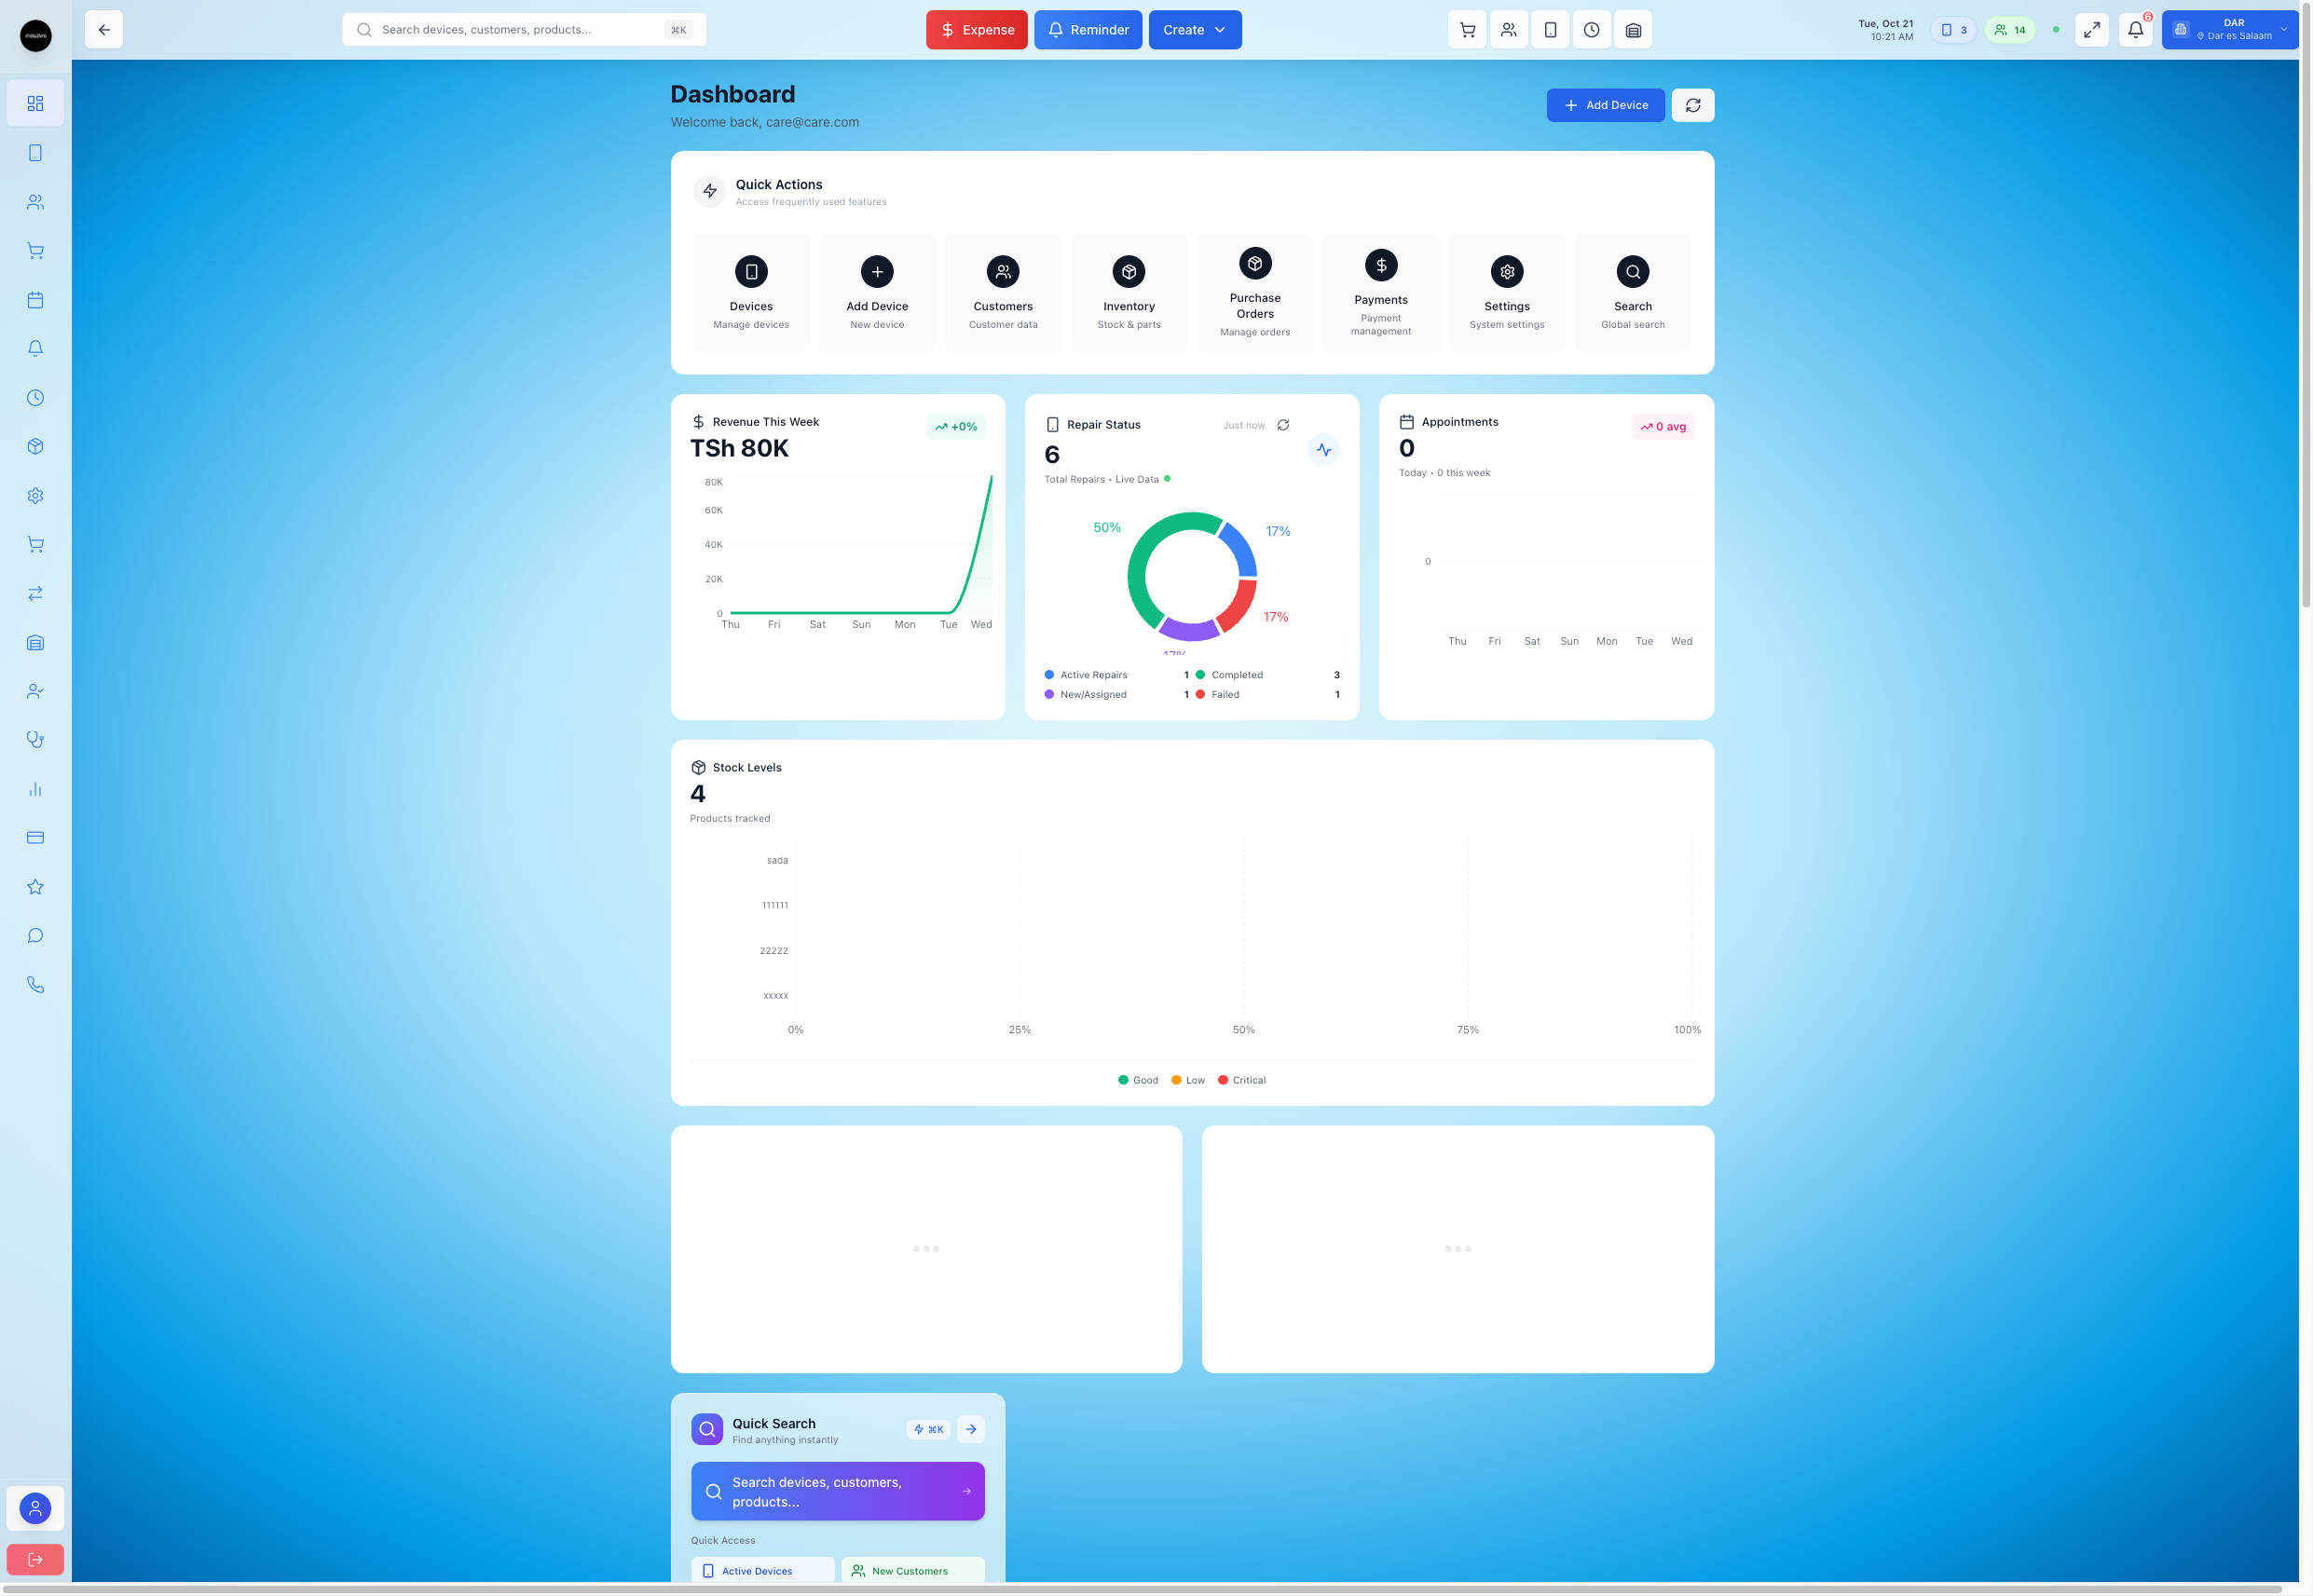 Search devices, customers, products...
⌘K
Expense
Reminder
Create
Tue, Oct 21
10:21 AM
3
14
6
DAR
Dar es Salaam
Dashboard
Welcome back, care@care.com
Add Device
Quick Actions
Access frequently used features
Devices
Manage devices
Add Device
New device
Customers
Customer data
Inventory
Stock & parts
Purchase
Orders
Manage orders
Payments
Payment
management
Settings
System settings
Search
Global search
Revenue This Week
+0%
TSh 80K
80K
60K
40K
20K
0
Thu Fri Sat Sun Mon Tue Wed
Repair Status
Just now
6
Total Repairs • Live Data
50%
17%
17%
17%
Active Repairs 1
Completed 3
New/Assigned 1
Failed 1
Appointments
0 avg
0
Today • 0 this week
0
Thu Fri Sat Sun Mon Tue Wed
Stock Levels
4
Products tracked
sada
111111
22222
xxxxx
0% 25% 50% 75% 100%
Good Low Critical
Quick Search
Find anything instantly
⌘K
Search devices, customers,
products...
Quick Access
Active Devices
New Customers